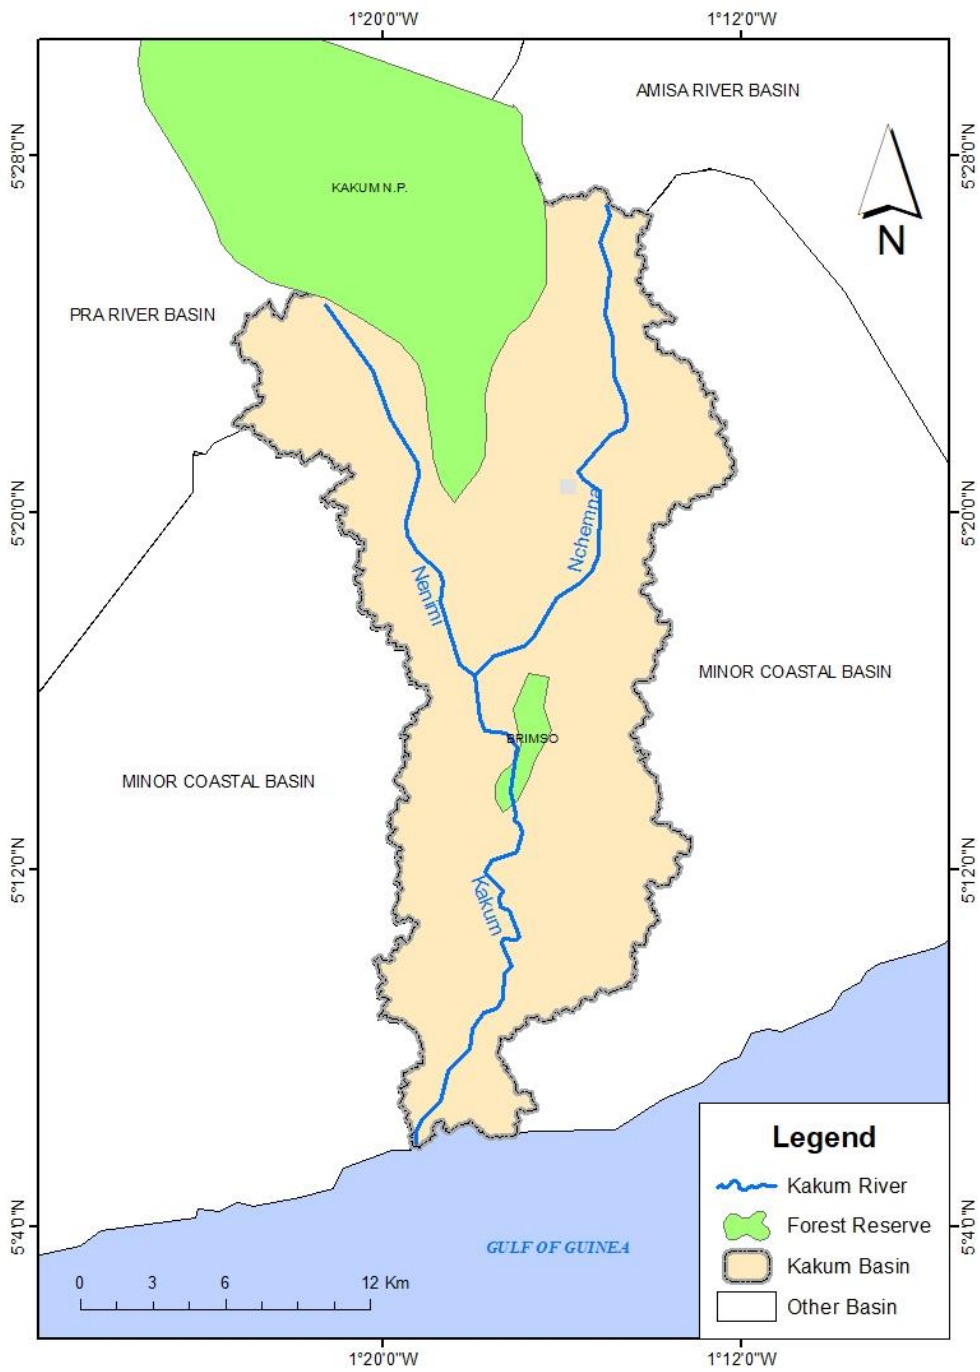 1°20'0"W
1°12'0"W
AMISA RIVER BASIN
5°28'0"N
5°28'0"N
KAKUM N.P.
N
PRA RIVER BASIN
5°20'0"N
5°20'0"N
Nchemna
Nenimi
MINOR COASTAL BASIN
BRIMSO
MINOR COASTAL BASIN
5°12'0"N
5°12'0"N
Kakum
Legend
Kakum River
Forest Reserve
Kakum Basin
Other Basin
5°4'0"N
5°4'0"N
GULF OF GUINEA
0 3 6 12 Km
1°20'0"W
1°12'0"W